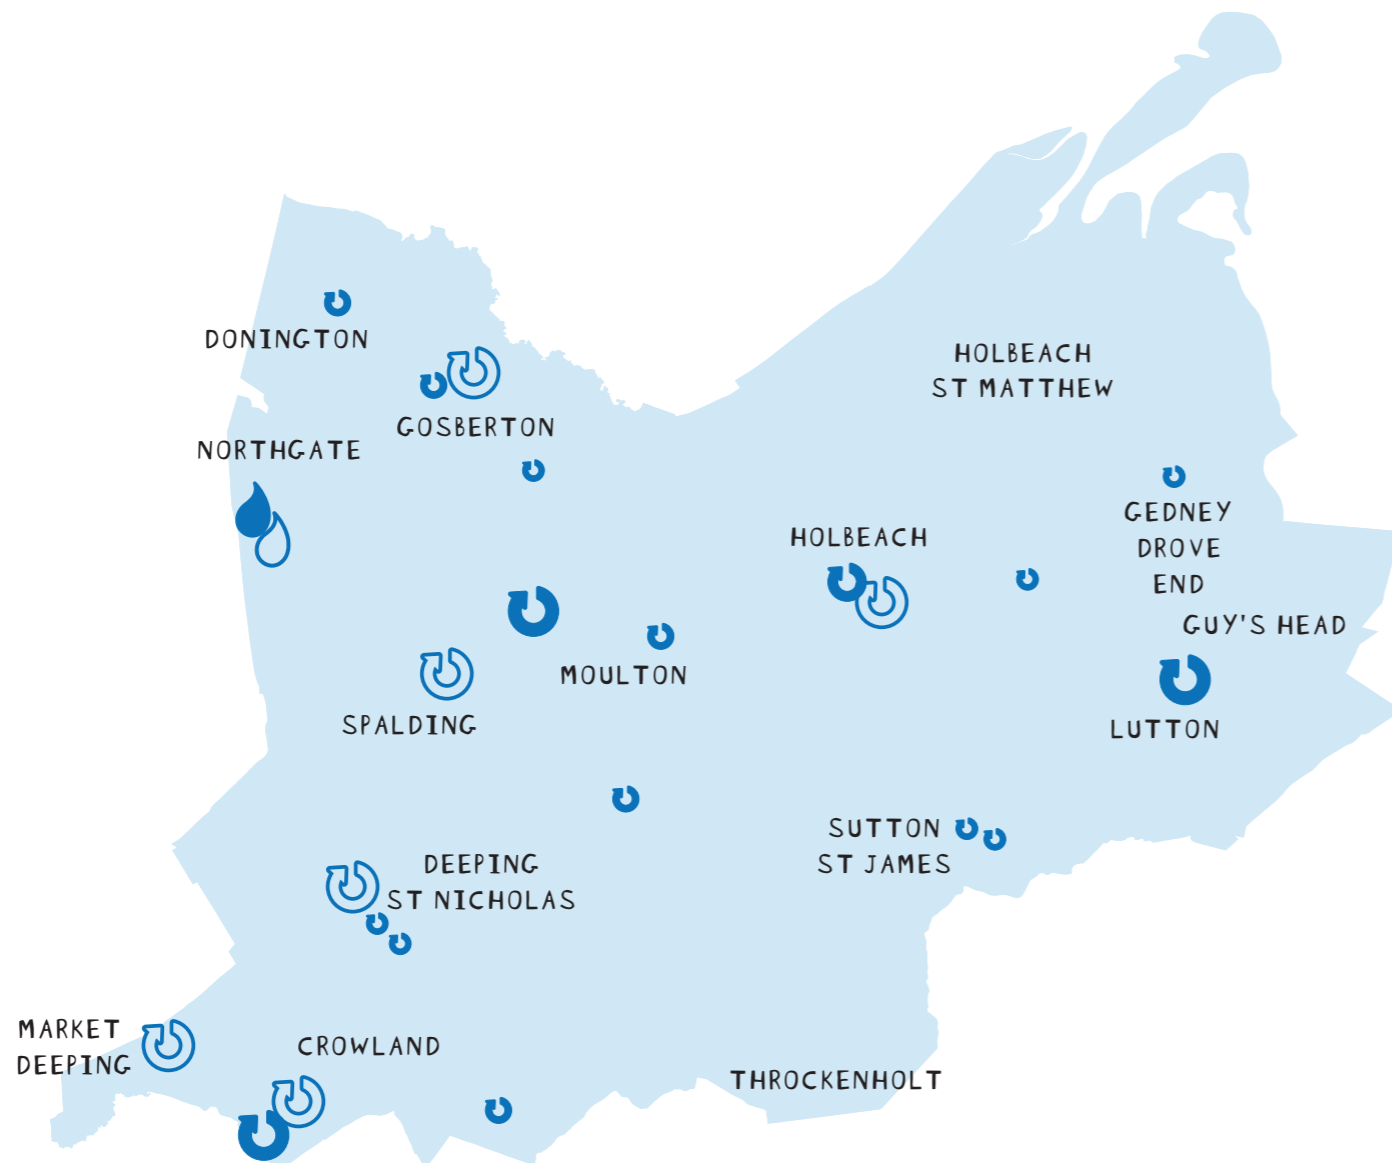 DONINGTON
HOLBEACH
ST MATTHEW
GOSBERTON
NORTHGATE
GEDNEY
DROVE
END
HOLBEACH
GUY'S HEAD
MOULTON
SPALDING
LUTTON
SUTTON
ST JAMES
DEEPING
ST NICHOLAS
MARKET
DEEPING
CROWLAND
THROCKENHOLT